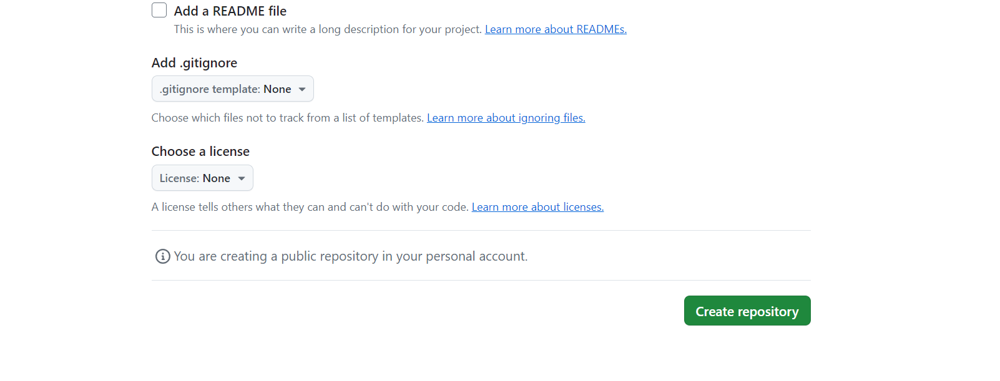 Add a README file
This is where you can write a long description for your project. Learn more about READMEs.
Add .gitignore
.gitignore template: None
Choose which files not to track from a list of templates. Learn more about ignoring files.
Choose a license
License: None
A license tells others what they can and can't do with your code. Learn more about licenses.
You are creating a public repository in your personal account.
Create repository